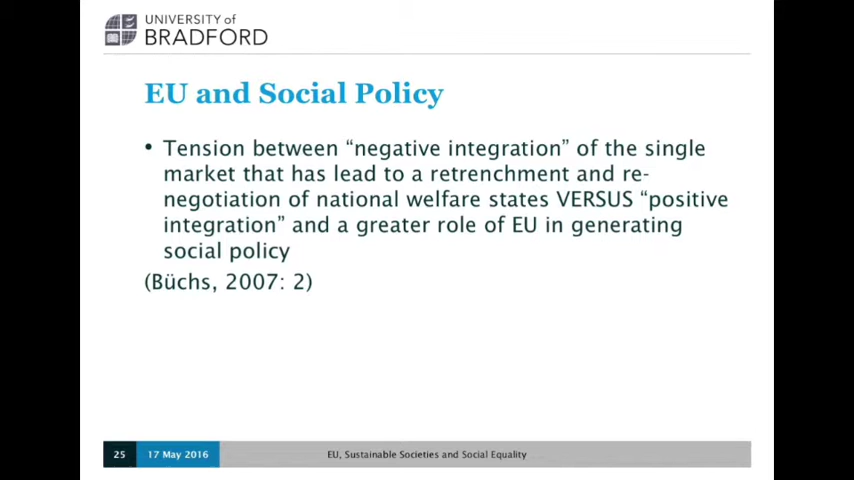 UNIVERSITY of
BRADFORD
EU and Social Policy
• Tension between “negative integration” of the single
market that has lead to a retrenchment and re-
negotiation of national welfare states VERSUS “positive
integration” and a greater role of EU in generating
social policy
(Büchs, 2007: 2)
25 17 May 2016 EU, Sustainable Societies and Social Equality